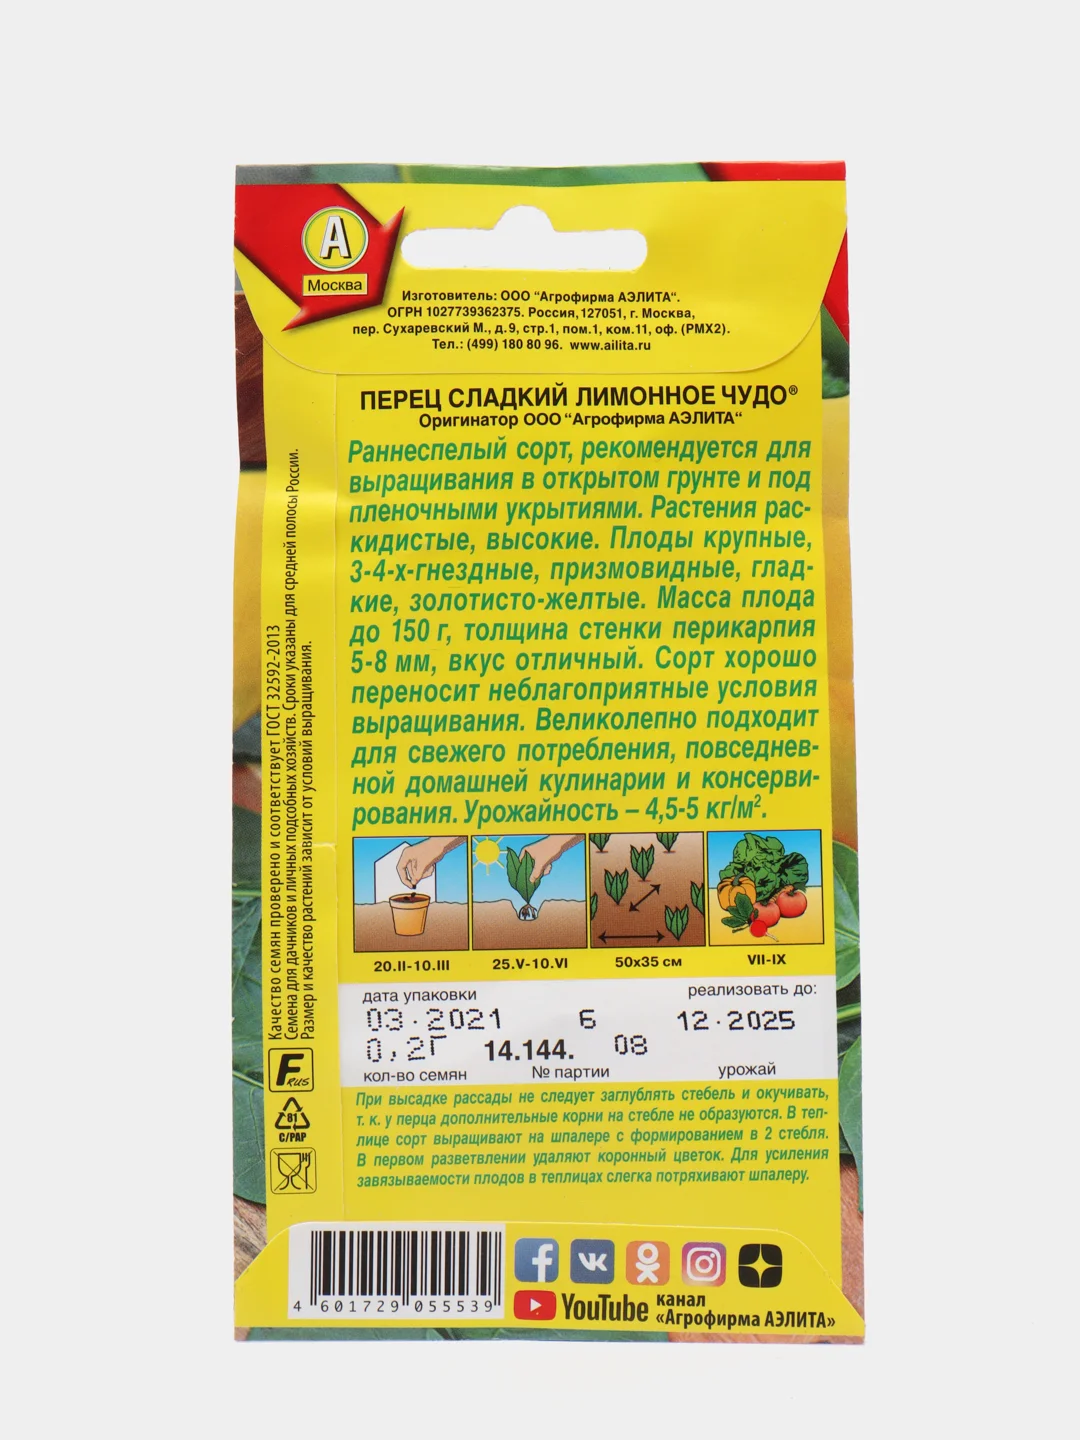 А
Москва
Изготовитель: ООО "Агрофирма АЭЛИТА".
ОГРН 1027739362375. Россия, 127051, г. Москва,
пер. Сухаревский М., д.9, стр.1, пом.1, ком.11, оф. (РМХ2).
Тел.: (499) 180 80 96. www.ailita.ru
ПЕРЕЦ СЛАДКИЙ ЛИМОННОЕ ЧУДО®
Оригинатор ООО "Агрофирма АЭЛИТА"
Раннеспелый сорт, рекомендуется для
выращивания в открытом грунте и под
пленочными укрытиями. Растения рас-
кидистые, высокие. Плоды крупные,
3-4-х-гнездные, призмовидные, глад-
кие, золотисто-желтые. Масса плода
до 150 г, толщина стенки перикарпия
5-8 мм, вкус отличный. Сорт хорошо
переносит неблагоприятные условия
выращивания. Великолепно подходит
для свежего потребления, повседнев-
ной домашней кулинарии и консерви-
рования. Урожайность – 4,5-5 кг/м².
20.II-10.III
25.V-10.VI
50х35 см
VII-IX
дата упаковки
реализовать до:
03.2021 6 12.2025
0,2Г 14.144. 08
кол-во семян № партии урожай
При высадке рассады не следует заглублять стебель и окучивать,
т. к. у перца дополнительные корни на стебле не образуются. В теп-
лице сорт выращивают на шпалере с формированием в 2 стебля.
В первом разветвлении удаляют коронный цветок. Для усиления
завязываемости плодов в теплицах слегка потряхивают шпалеру.
Качество семян проверено и соответствует ГОСТ 32592-2013
Семена для дачников и личных подсобных хозяйств. Сроки указаны для средней полосы России.
Размер и качество растений зависит от условий выращивания.
F RUS
81
C/PAP
4 601729 055539
YouTube канал
«Агрофирма АЭЛИТА»